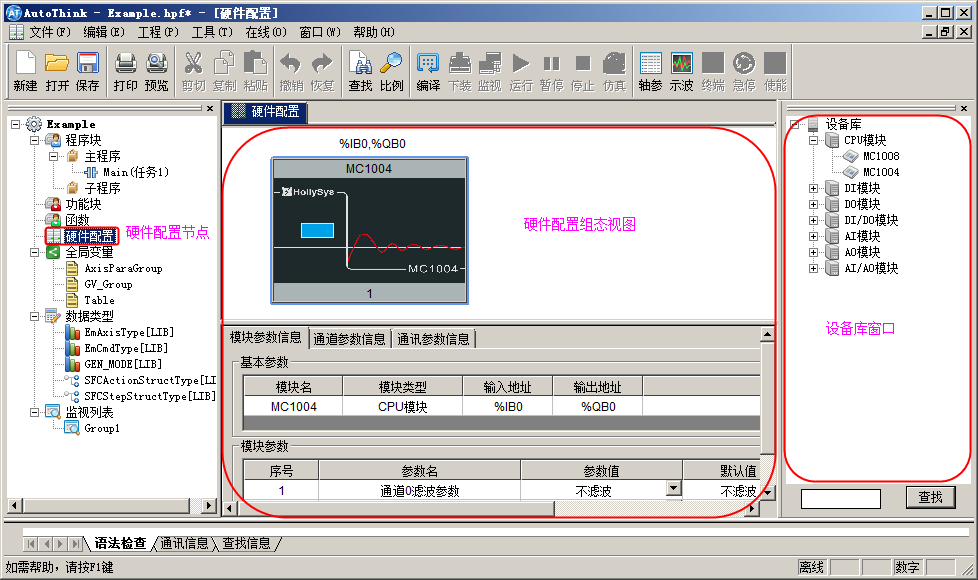 AutoThink - Example.hpf* - [硬件配置]
文件(F) 编辑(E) 工程(P) 工具(T) 在线(O) 窗口(W) 帮助(H)
新建 打开 保存 打印 预览 剪切 复制 粘贴 撤销 恢复 查找 比例 编译 下装 监视 运行 暂停 停止 仿真 轴参 示波 终端 急停 使能
Example
程序块
主程序
Main(任务1)
子程序
功能块
函数
硬件配置
硬件配置节点
全局变量
AxisParaGroup
GV_Group
Table
数据类型
EmAxisType[LIB]
EmCmdType[LIB]
GEN_MODE[LIB]
SFCActionStructType[LI
SFCStepStructType[LIB]
监视列表
Group1
硬件配置
%IB0,%QB0
MC1004
HollySys
MC1004
1
硬件配置组态视图
模块参数信息 通道参数信息 通讯参数信息
基本参数
模块名 模块类型 输入地址 输出地址
MC1004 CPU模块 %IB0 %QB0
模块参数
序号 参数名 参数值 默认值
1 通道0滤波参数 不滤波 不滤波
设备库
CPU模块
MC1008
MC1004
DI模块
DO模块
DI/DO模块
AI模块
AO模块
AI/AO模块
设备库窗口
查找
语法检查 通讯信息 查找信息
如需帮助，请按F1键
离线 数字